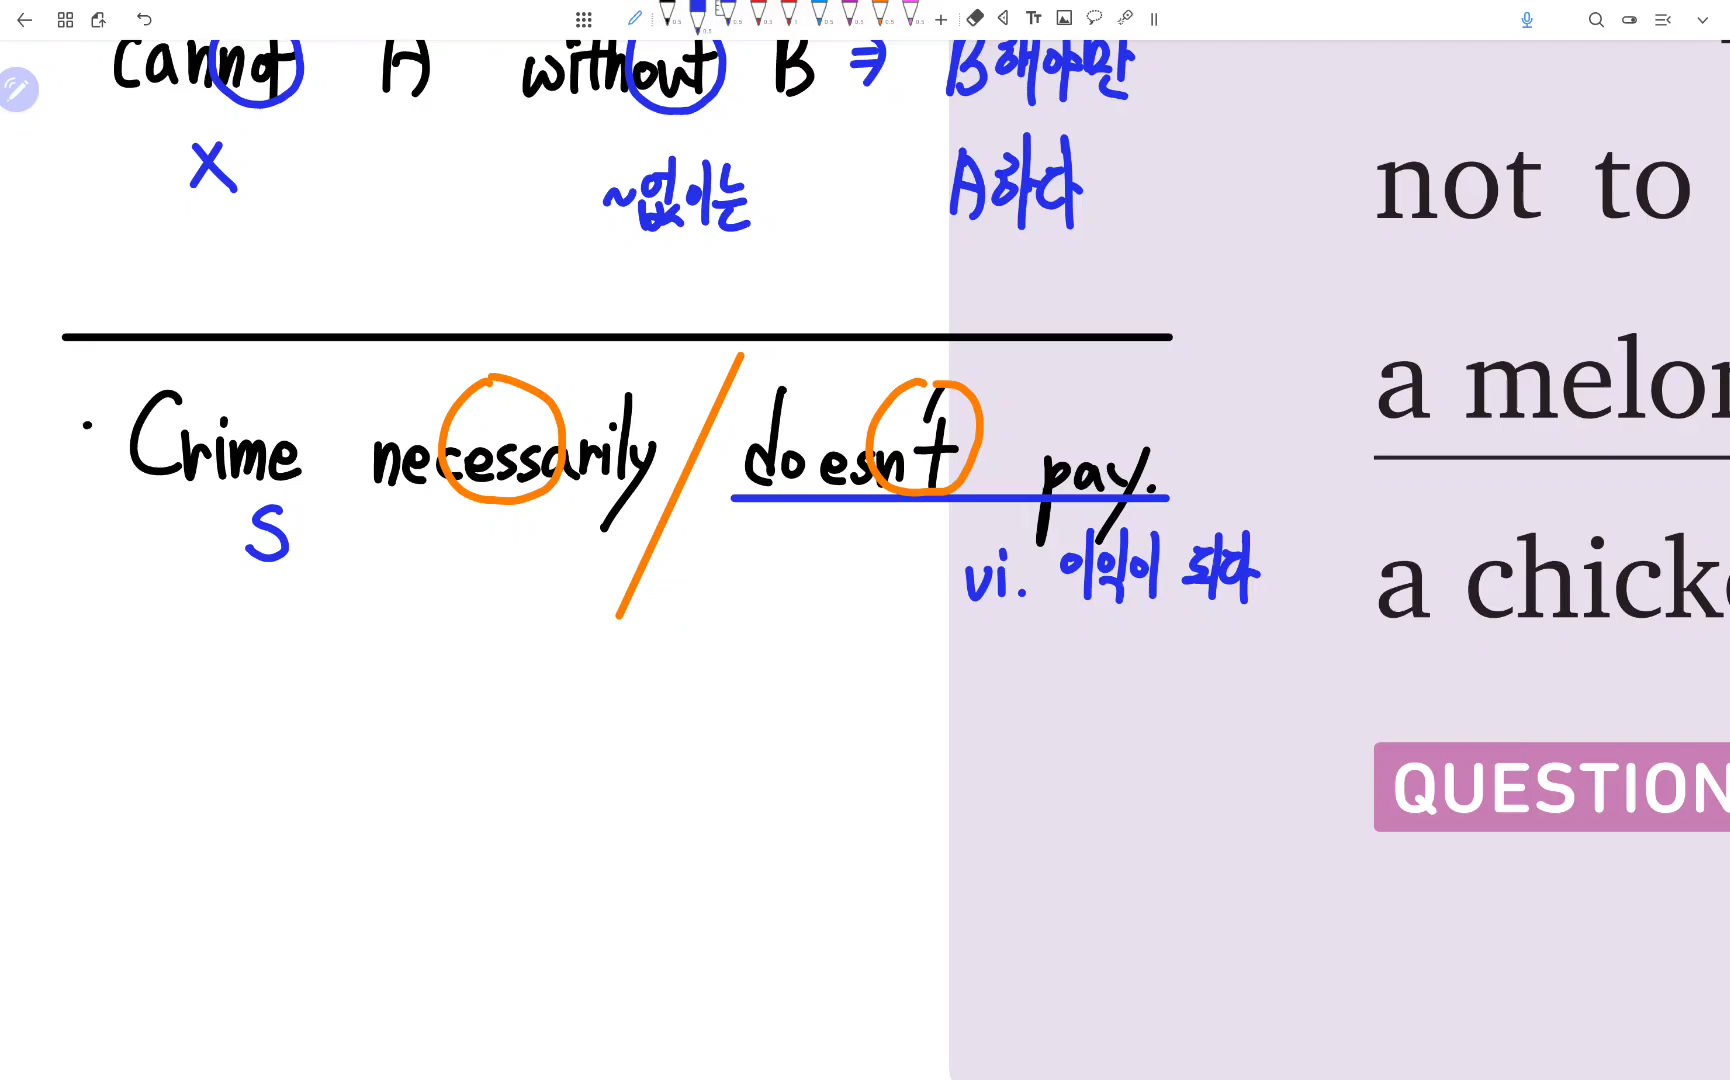 cannot A without B ⇒ B해야만
X ~없이는 A하다
not to
a melon
a chicke
· Crime necessarily / doesn't pay.
S vi. 이익이 되다
QUESTION